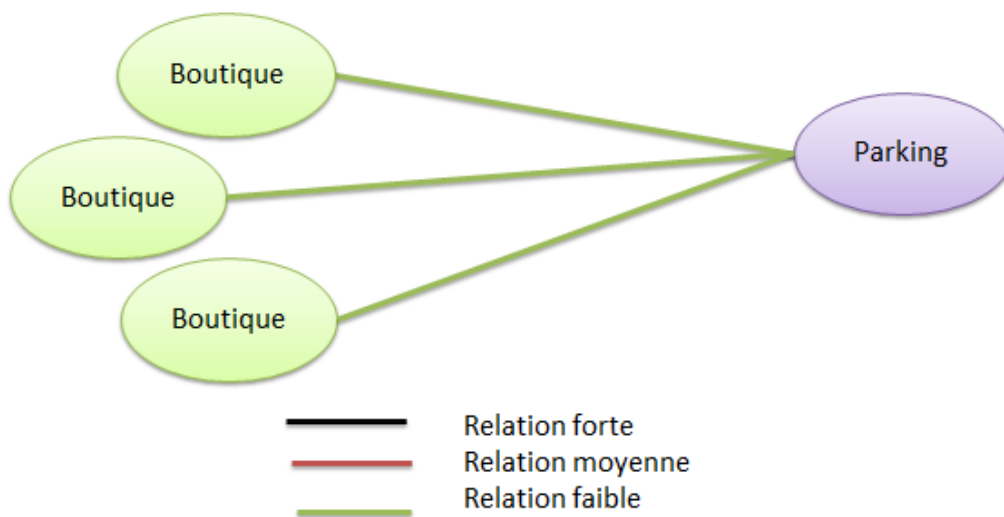 Boutique
Parking
Boutique
Boutique
Relation forte
Relation moyenne
Relation faible